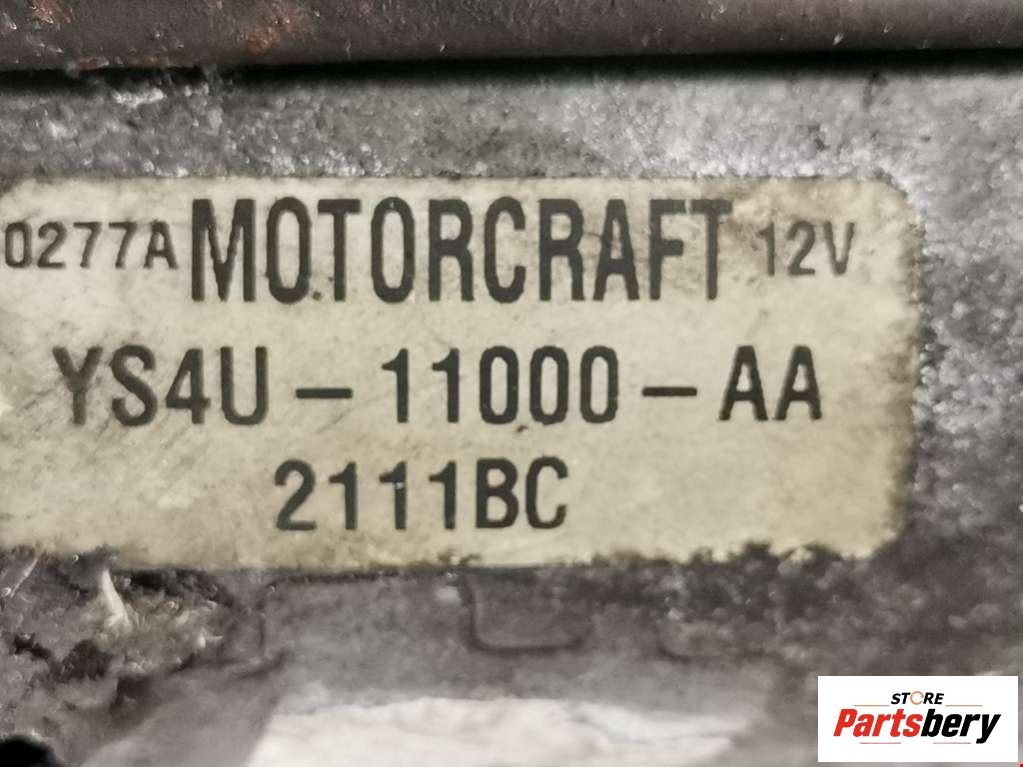 0277A MOTORCRAFT 12V
YS4U-11000-AA
2111BC
STORE
Partsbery